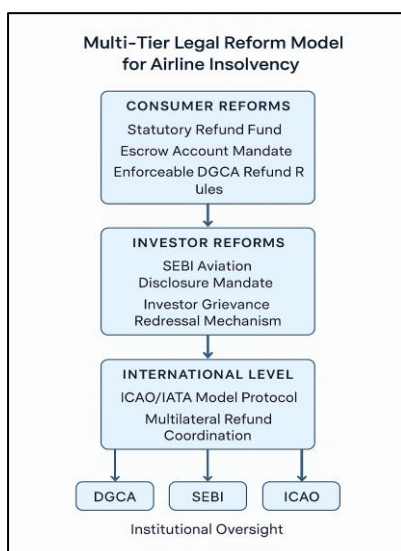 Multi-Tier Legal Reform Model
for Airline Insolvency
CONSUMER REFORMS
Statutory Refund Fund
Escrow Account Mandate
Enforceable DGCA Refund R
ules
INVESTOR REFORMS
SEBI Aviation
Disclosure Mandate
Investor Grievance
Redressal Mechanism
INTERNATIONAL LEVEL
ICAO/IATA Model Protocol
Multilateral Refund
Coordination
DGCA SEBI ICAO
Institutional Oversight